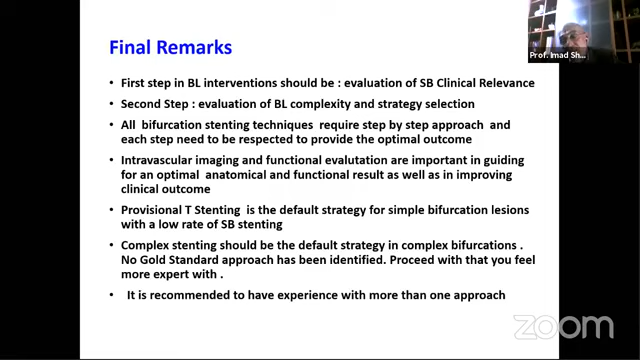 Final Remarks
Prof. Imad Sh...
• First step in BL interventions should be : evaluation of SB Clinical Relevance
• Second Step : evaluation of BL complexity and strategy selection
• All bifurcation stenting techniques require step by step approach and
each step need to be respected to provide the optimal outcome
• Intravascular imaging and functional evalutation are important in guiding
for an optimal anatomical and functional result as well as in improving
clinical outcome
• Provisional T Stenting is the default strategy for simple bifurcation lesions
with a low rate of SB stenting
• Complex stenting should be the default strategy in complex bifurcations .
No Gold Standard approach has been identified. Proceed with that you feel
more expert with .
• It is recommended to have experience with more than one approach
zoom